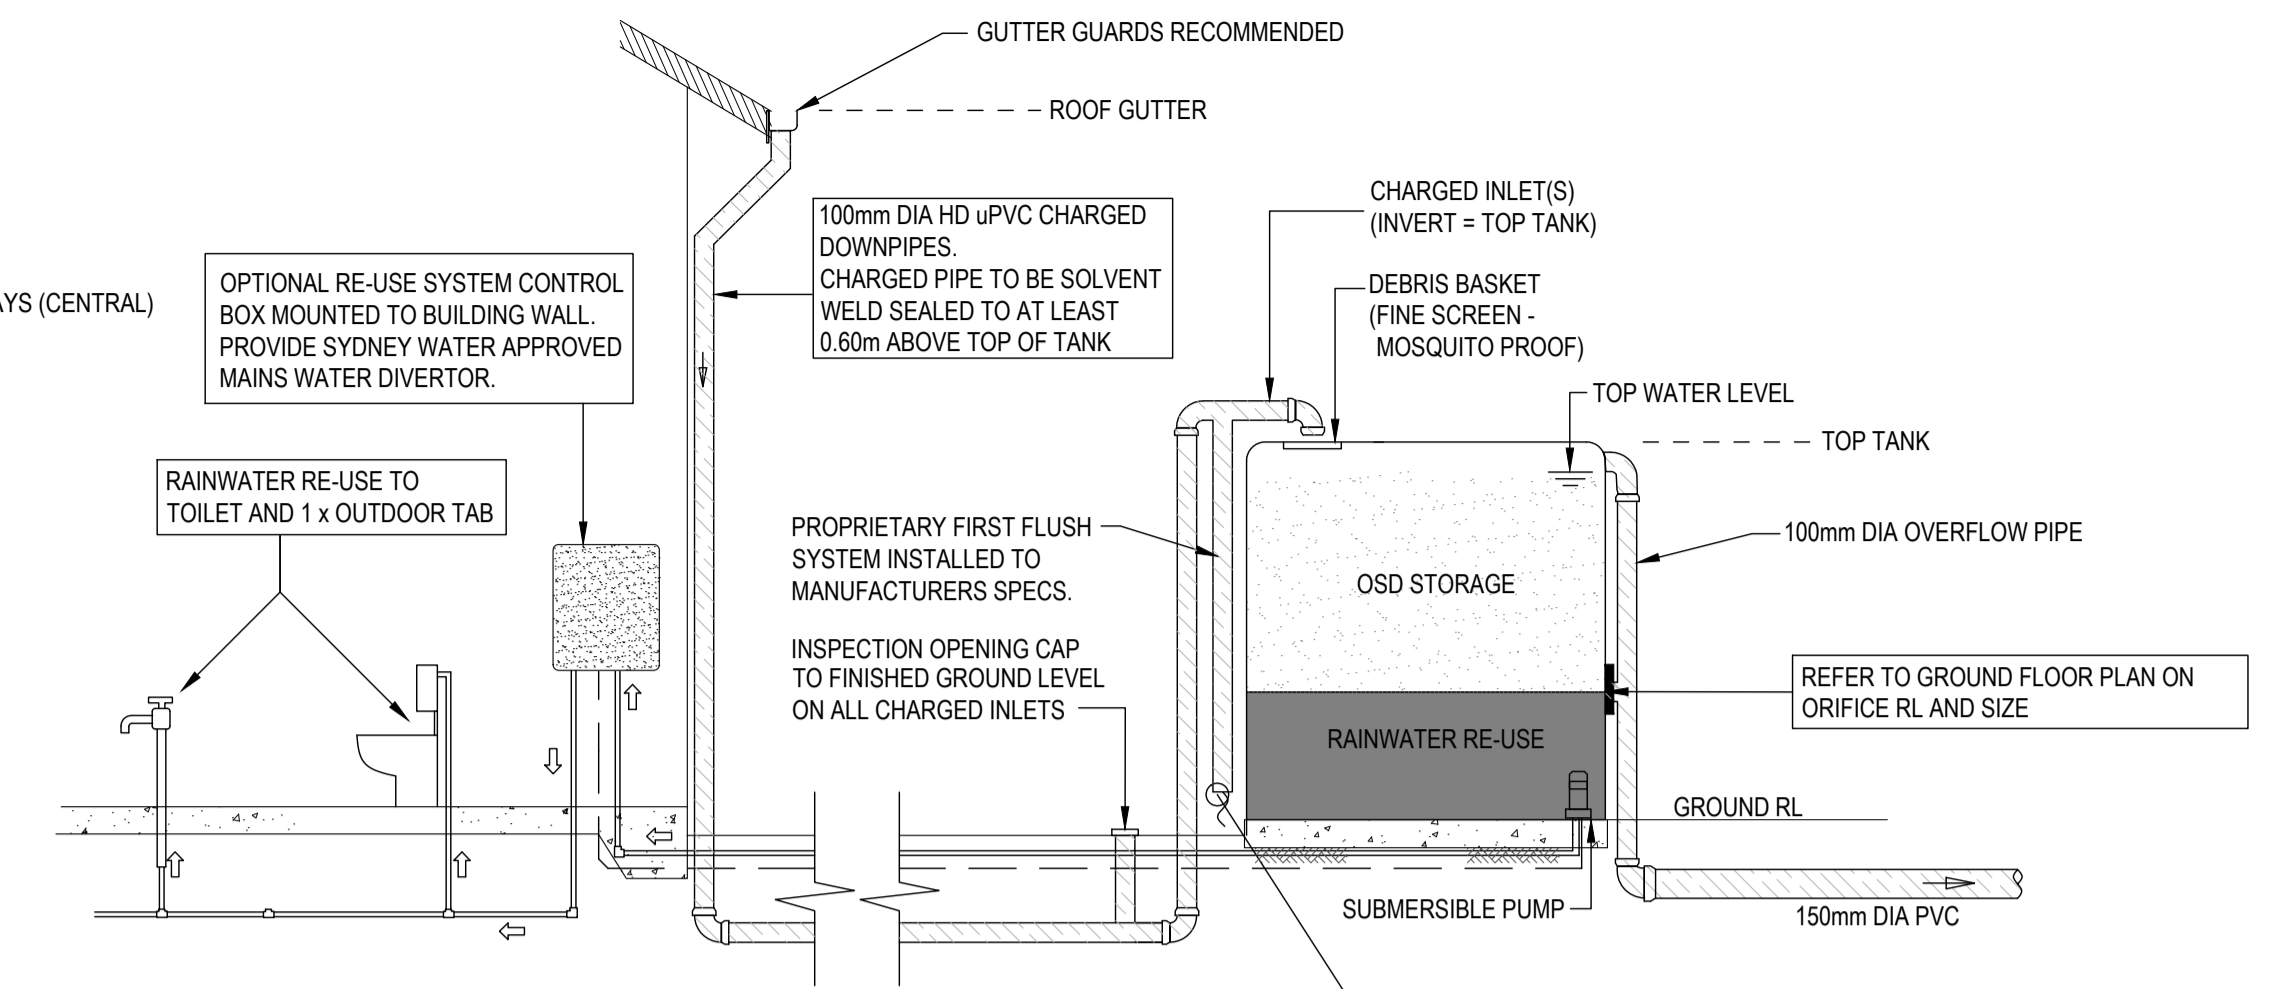 GUTTER GUARDS RECOMMENDED
ROOF GUTTER
CHARGED INLET(S)
(INVERT = TOP TANK)
100mm DIA HD uPVC CHARGED
DOWNPIPES.
CHARGED PIPE TO BE SOLVENT
WELD SEALED TO AT LEAST
0.60m ABOVE TOP OF TANK
OPTIONAL RE-USE SYSTEM CONTROL
BOX MOUNTED TO BUILDING WALL.
PROVIDE SYDNEY WATER APPROVED
MAINS WATER DIVERTOR.
AYS (CENTRAL)
DEBRIS BASKET
(FINE SCREEN -
MOSQUITO PROOF)
TOP WATER LEVEL
TOP TANK
RAINWATER RE-USE TO
TOILET AND 1 x OUTDOOR TAB
PROPRIETARY FIRST FLUSH
SYSTEM INSTALLED TO
MANUFACTURERS SPECS.
100mm DIA OVERFLOW PIPE
OSD STORAGE
INSPECTION OPENING CAP
TO FINISHED GROUND LEVEL
ON ALL CHARGED INLETS
REFER TO GROUND FLOOR PLAN ON
ORIFICE RL AND SIZE
RAINWATER RE-USE
GROUND RL
SUBMERSIBLE PUMP
150mm DIA PVC